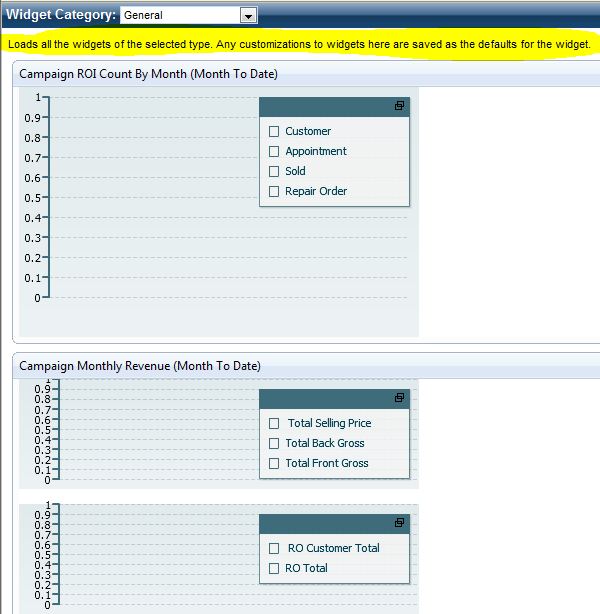 Widget Category: General
Loads all the widgets of the selected type. Any customizations to widgets here are saved as the defaults for the widget.
Campaign ROI Count By Month (Month To Date)
1
0.9
0.8
0.7
0.6
0.5
0.4
0.3
0.2
0.1
0
Customer
Appointment
Sold
Repair Order
Campaign Monthly Revenue (Month To Date)
1
0.9
0.8
0.7
0.6
0.5
0.4
0.3
0.2
0.1
0
Total Selling Price
Total Back Gross
Total Front Gross
1
0.9
0.8
0.7
0.6
0.5
0.4
0.3
0.2
0.1
0
RO Customer Total
RO Total